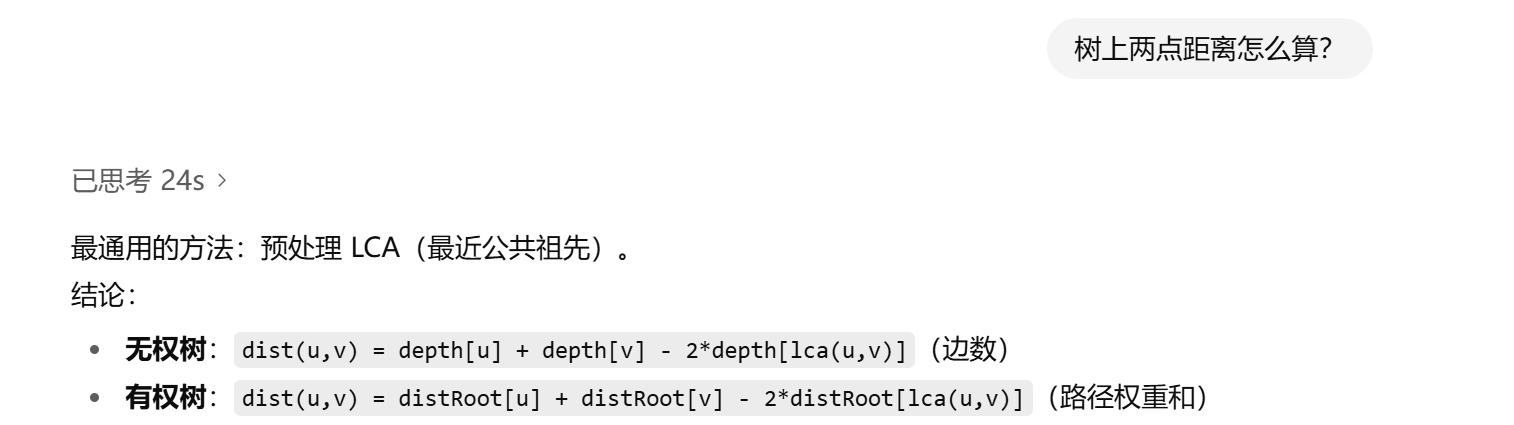 树上两点距离怎么算？
已思考 24s >
最通用的方法：预处理 LCA（最近公共祖先）。
结论：
• 无权树：dist(u,v) = depth[u] + depth[v] - 2*depth[lca(u,v)]（边数）
• 有权树：dist(u,v) = distRoot[u] + distRoot[v] - 2*distRoot[lca(u,v)]（路径权重和）